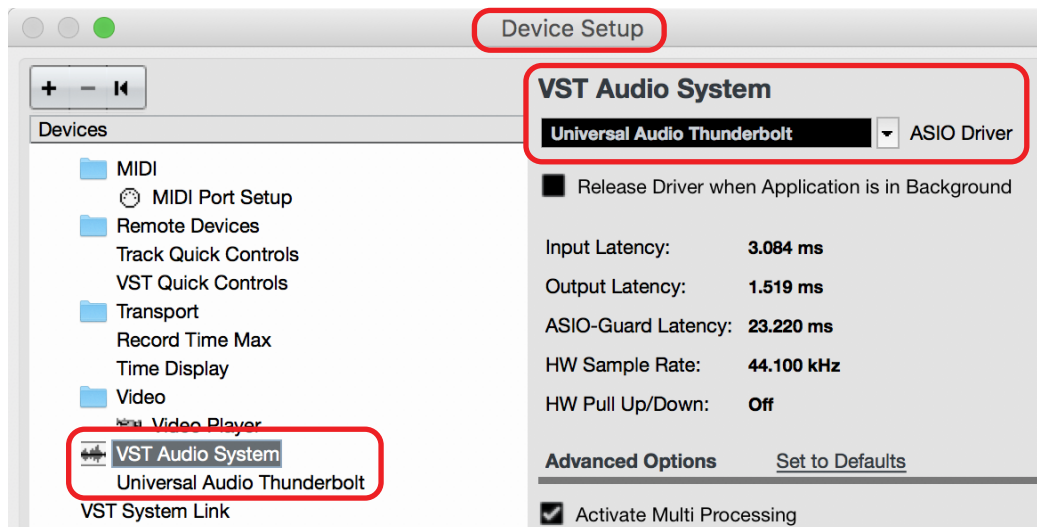 Device Setup
Devices
MIDI
MIDI Port Setup
Remote Devices
Track Quick Controls
VST Quick Controls
Transport
Record Time Max
Time Display
Video
Video Player
VST Audio System
Universal Audio Thunderbolt
VST System Link
VST Audio System
Universal Audio Thunderbolt ASIO Driver
Release Driver when Application is in Background
Input Latency: 3.084 ms
Output Latency: 1.519 ms
ASIO-Guard Latency: 23.220 ms
HW Sample Rate: 44.100 kHz
HW Pull Up/Down: Off
Advanced Options Set to Defaults
Activate Multi Processing